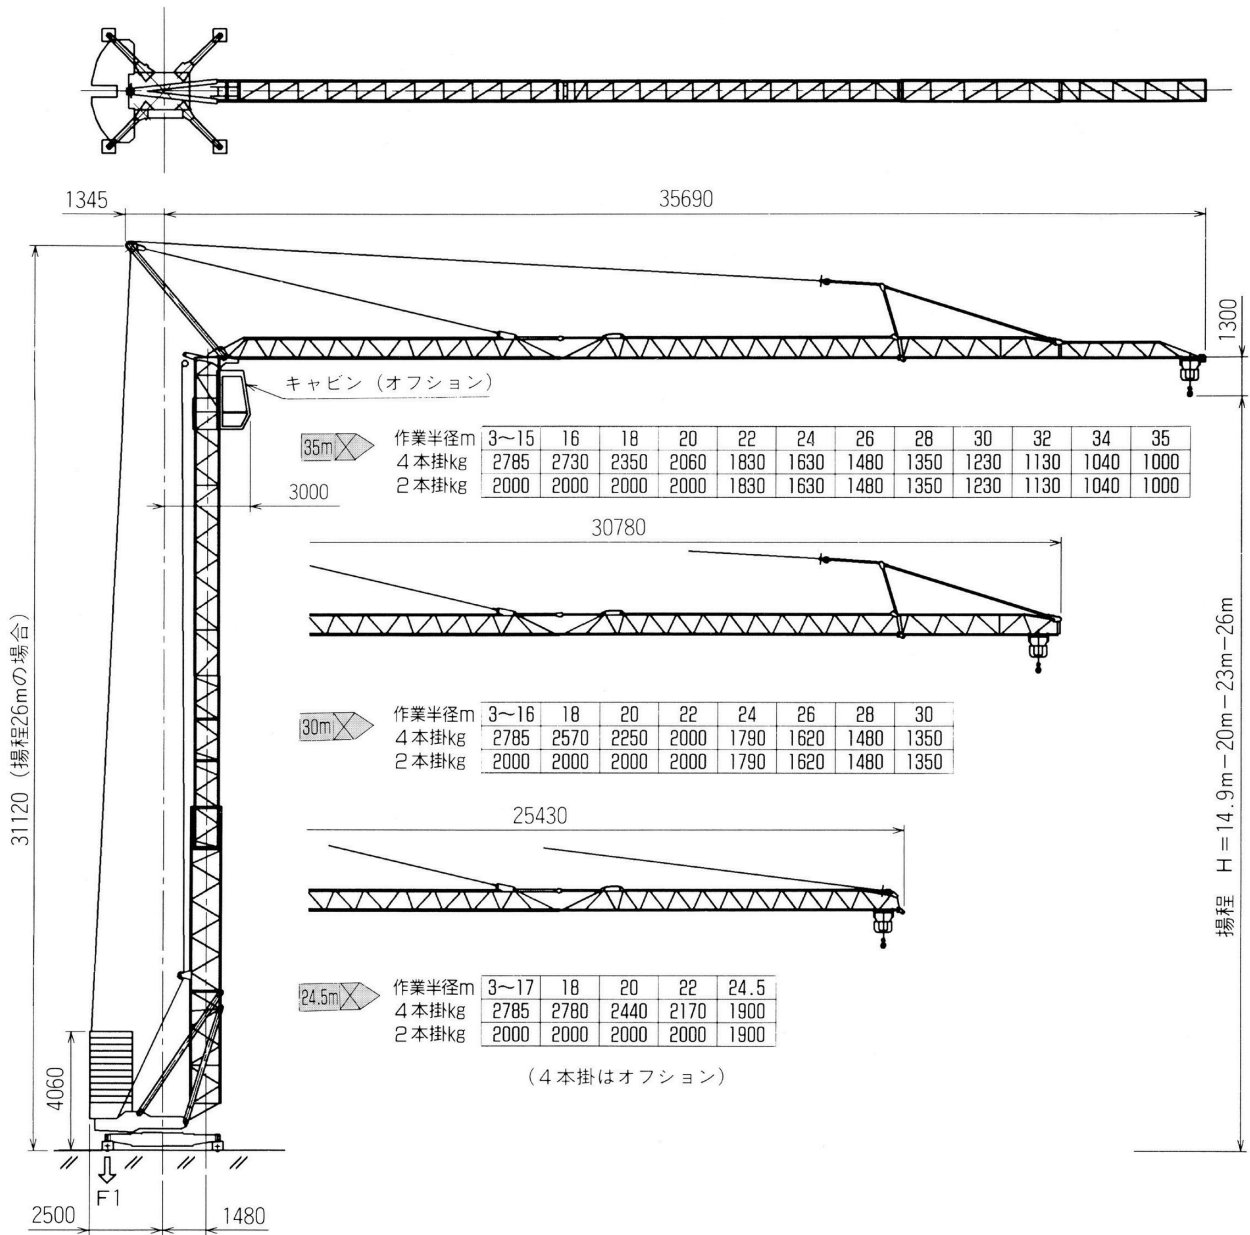 1345
35690
1300
キャビン (オフション)
35m
作業半径m 3～15 16 18 20 22 24 26 28 30 32 34 35
4本掛kg 2785 2730 2350 2060 1830 1630 1480 1350 1230 1130 1040 1000
2本掛kg 2000 2000 2000 2000 1830 1630 1480 1350 1230 1130 1040 1000
3000
30780
30m
作業半径m 3～16 18 20 22 24 26 28 30
4本掛kg 2785 2570 2250 2000 1790 1620 1480 1350
2本掛kg 2000 2000 2000 2000 1790 1620 1480 1350
31120 (揚程26mの場合)
揚程 H=14.9m-20m-23m-26m
25430
24.5m
作業半径m 3～17 18 20 22 24.5
4本掛kg 2785 2780 2440 2170 1900
2本掛kg 2000 2000 2000 2000 1900
(4本掛はオフション)
4060
F1
2500
1480